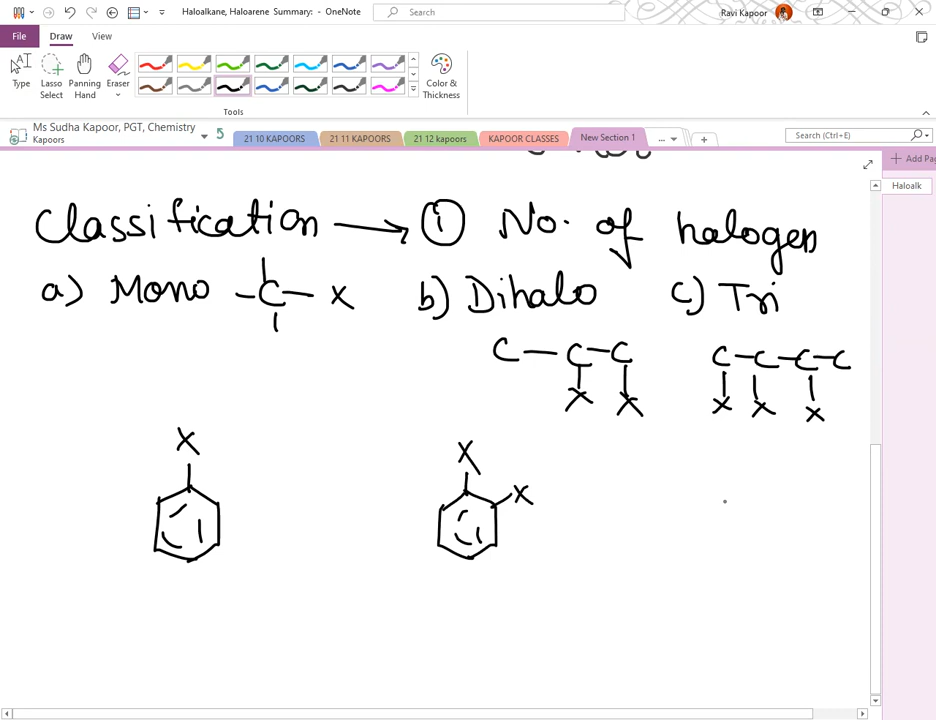 Haloalkane, Haloarene Summary: - OneNote
Search
Ravi Kapoor
File
Draw
View
Type
Lasso Select
Panning Hand
Eraser
Color & Thickness
Tools
Ms Sudha Kapoor, PGT, Chemistry
Kapoors
21 10 KAPOORS
21 11 KAPOORS
21 12 kapoors
KAPOOR CLASSES
New Section 1
...
Search (Ctrl+E)
Add Pag
Haloalk
Classification → ① No. of halogen
a) Mono -C- X b) Dihalo c) Tri
C-C-C C-C-C-C
X X X X X
X X
X